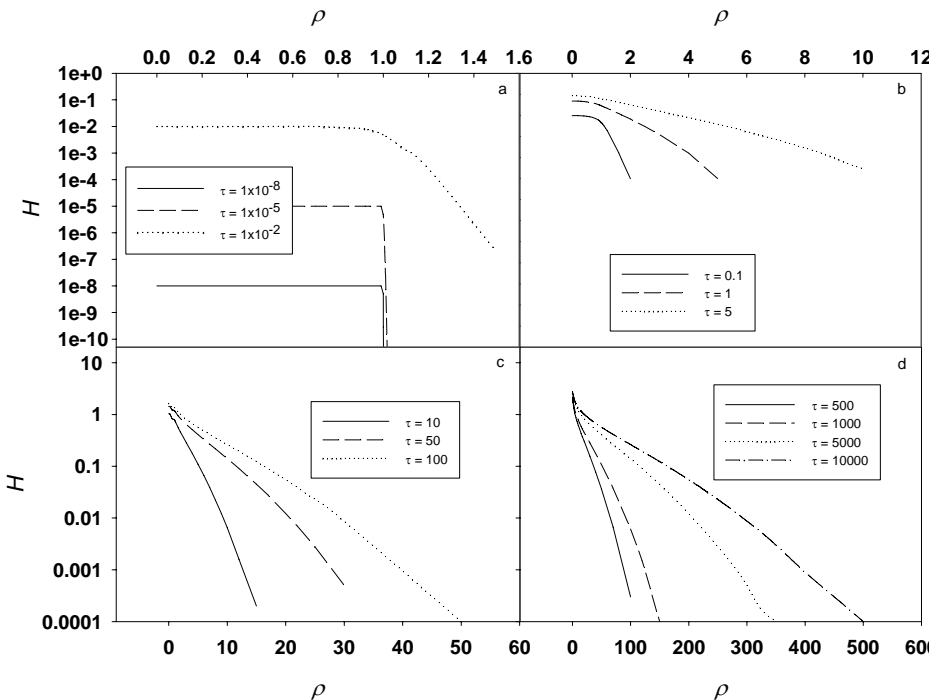 ρ ρ
0.0 0.2 0.4 0.6 0.8 1.0 1.2 1.4 1.6 0 2 4 6 8 10 12
1e+0
1e-1
1e-2
1e-3
1e-4
1e-5
1e-6
1e-7
1e-8
1e-9
1e-10
H
a
τ = 1x10-8
τ = 1x10-5
τ = 1x10-2
b
τ = 0.1
τ = 1
τ = 5
10
1
0.1
0.01
0.001
0.0001
H
c
τ = 10
τ = 50
τ = 100
d
τ = 500
τ = 1000
τ = 5000
τ = 10000
0 10 20 30 40 50 60 0 100 200 300 400 500
ρ ρ